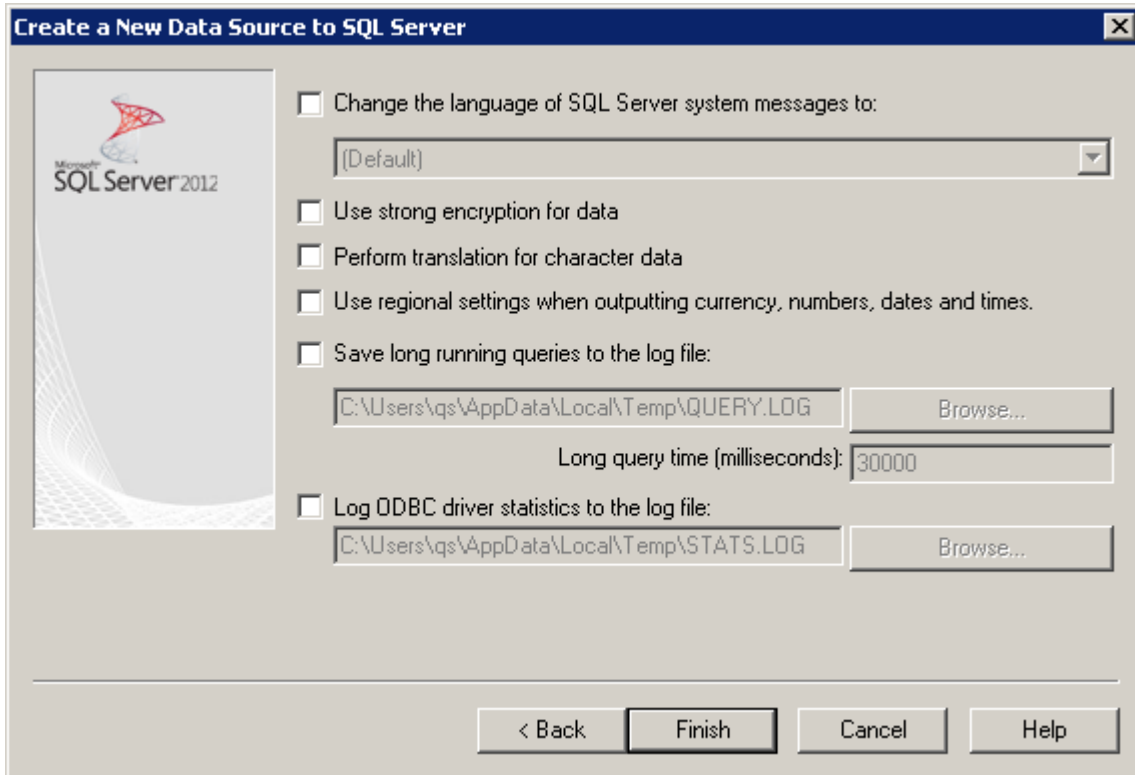 Create a New Data Source to SQL Server
Microsoft
SQL Server 2012
Change the language of SQL Server system messages to:
(Default)
Use strong encryption for data
Perform translation for character data
Use regional settings when outputting currency, numbers, dates and times.
Save long running queries to the log file:
C:\Users\qs\AppData\Local\Temp\QUERY.LOG Browse...
Long query time (milliseconds): 30000
Log ODBC driver statistics to the log file:
C:\Users\qs\AppData\Local\Temp\STATS.LOG Browse...
< Back Finish Cancel Help